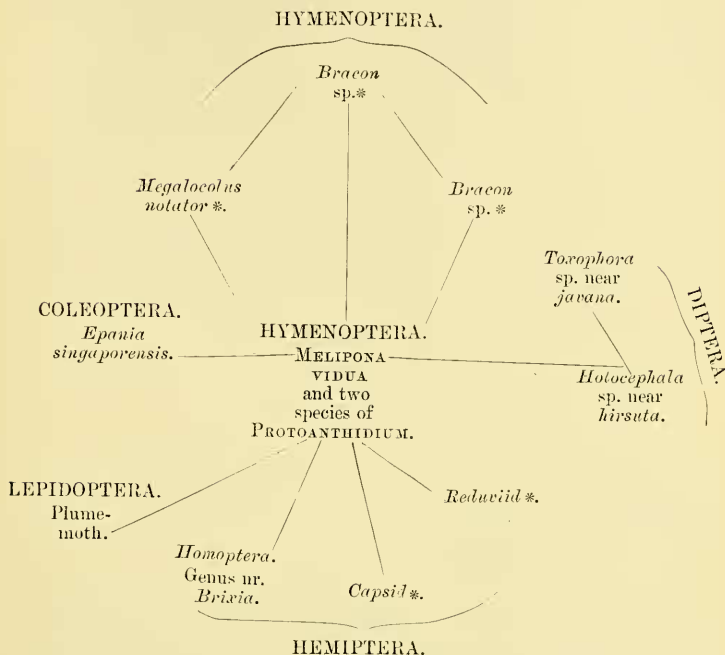 HYMENOPTERA.
Bracon
sp.*
Megalocolus
notator *.
Bracon
sp. *
Toxophora
sp. near
javana.
DIPTERA.
COLEOPTERA.
Epania
singaporensis.
HYMENOPTERA.
MELIPONA
VIDUA
and two
species of
PROTOANTHIDIUM.
Holocephala
sp. near
hirsuta.
LEPIDOPTERA.
Plume-
moth.
Reduviid *.
Homoptera.
Genus nr.
Brixia.
Capsid *.
HEMIPTERA.